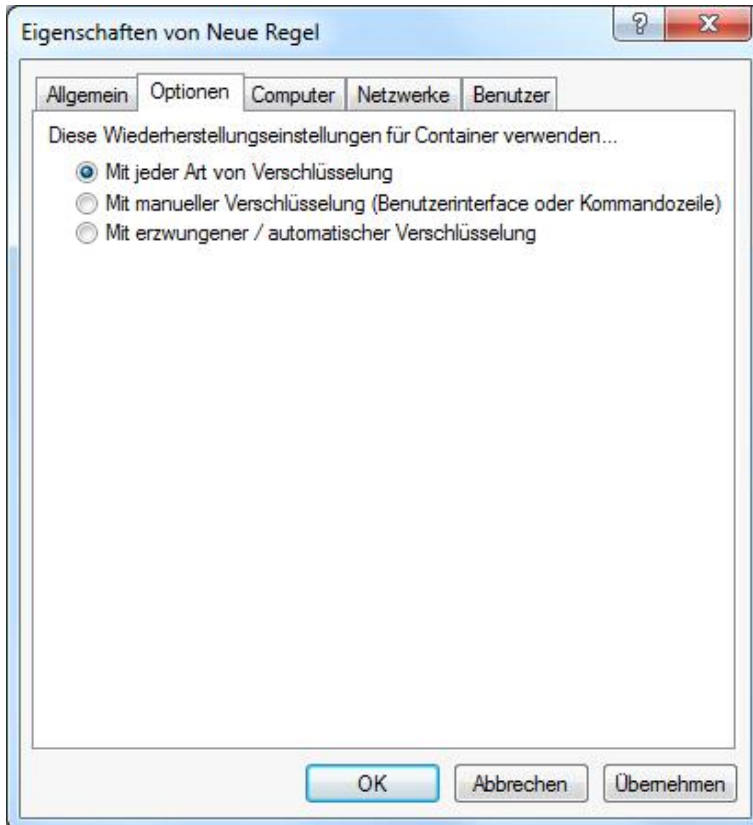 Eigenschaften von Neue Regel
Allgemein Optionen Computer Netzwerke Benutzer
Diese Wiederherstellungseinstellungen für Container verwenden...
Mit jeder Art von Verschlüsselung
Mit manueller Verschlüsselung (Benutzerinterface oder Kommandozeile)
Mit erzwungener / automatischer Verschlüsselung
OK Abbrechen Übernehmen